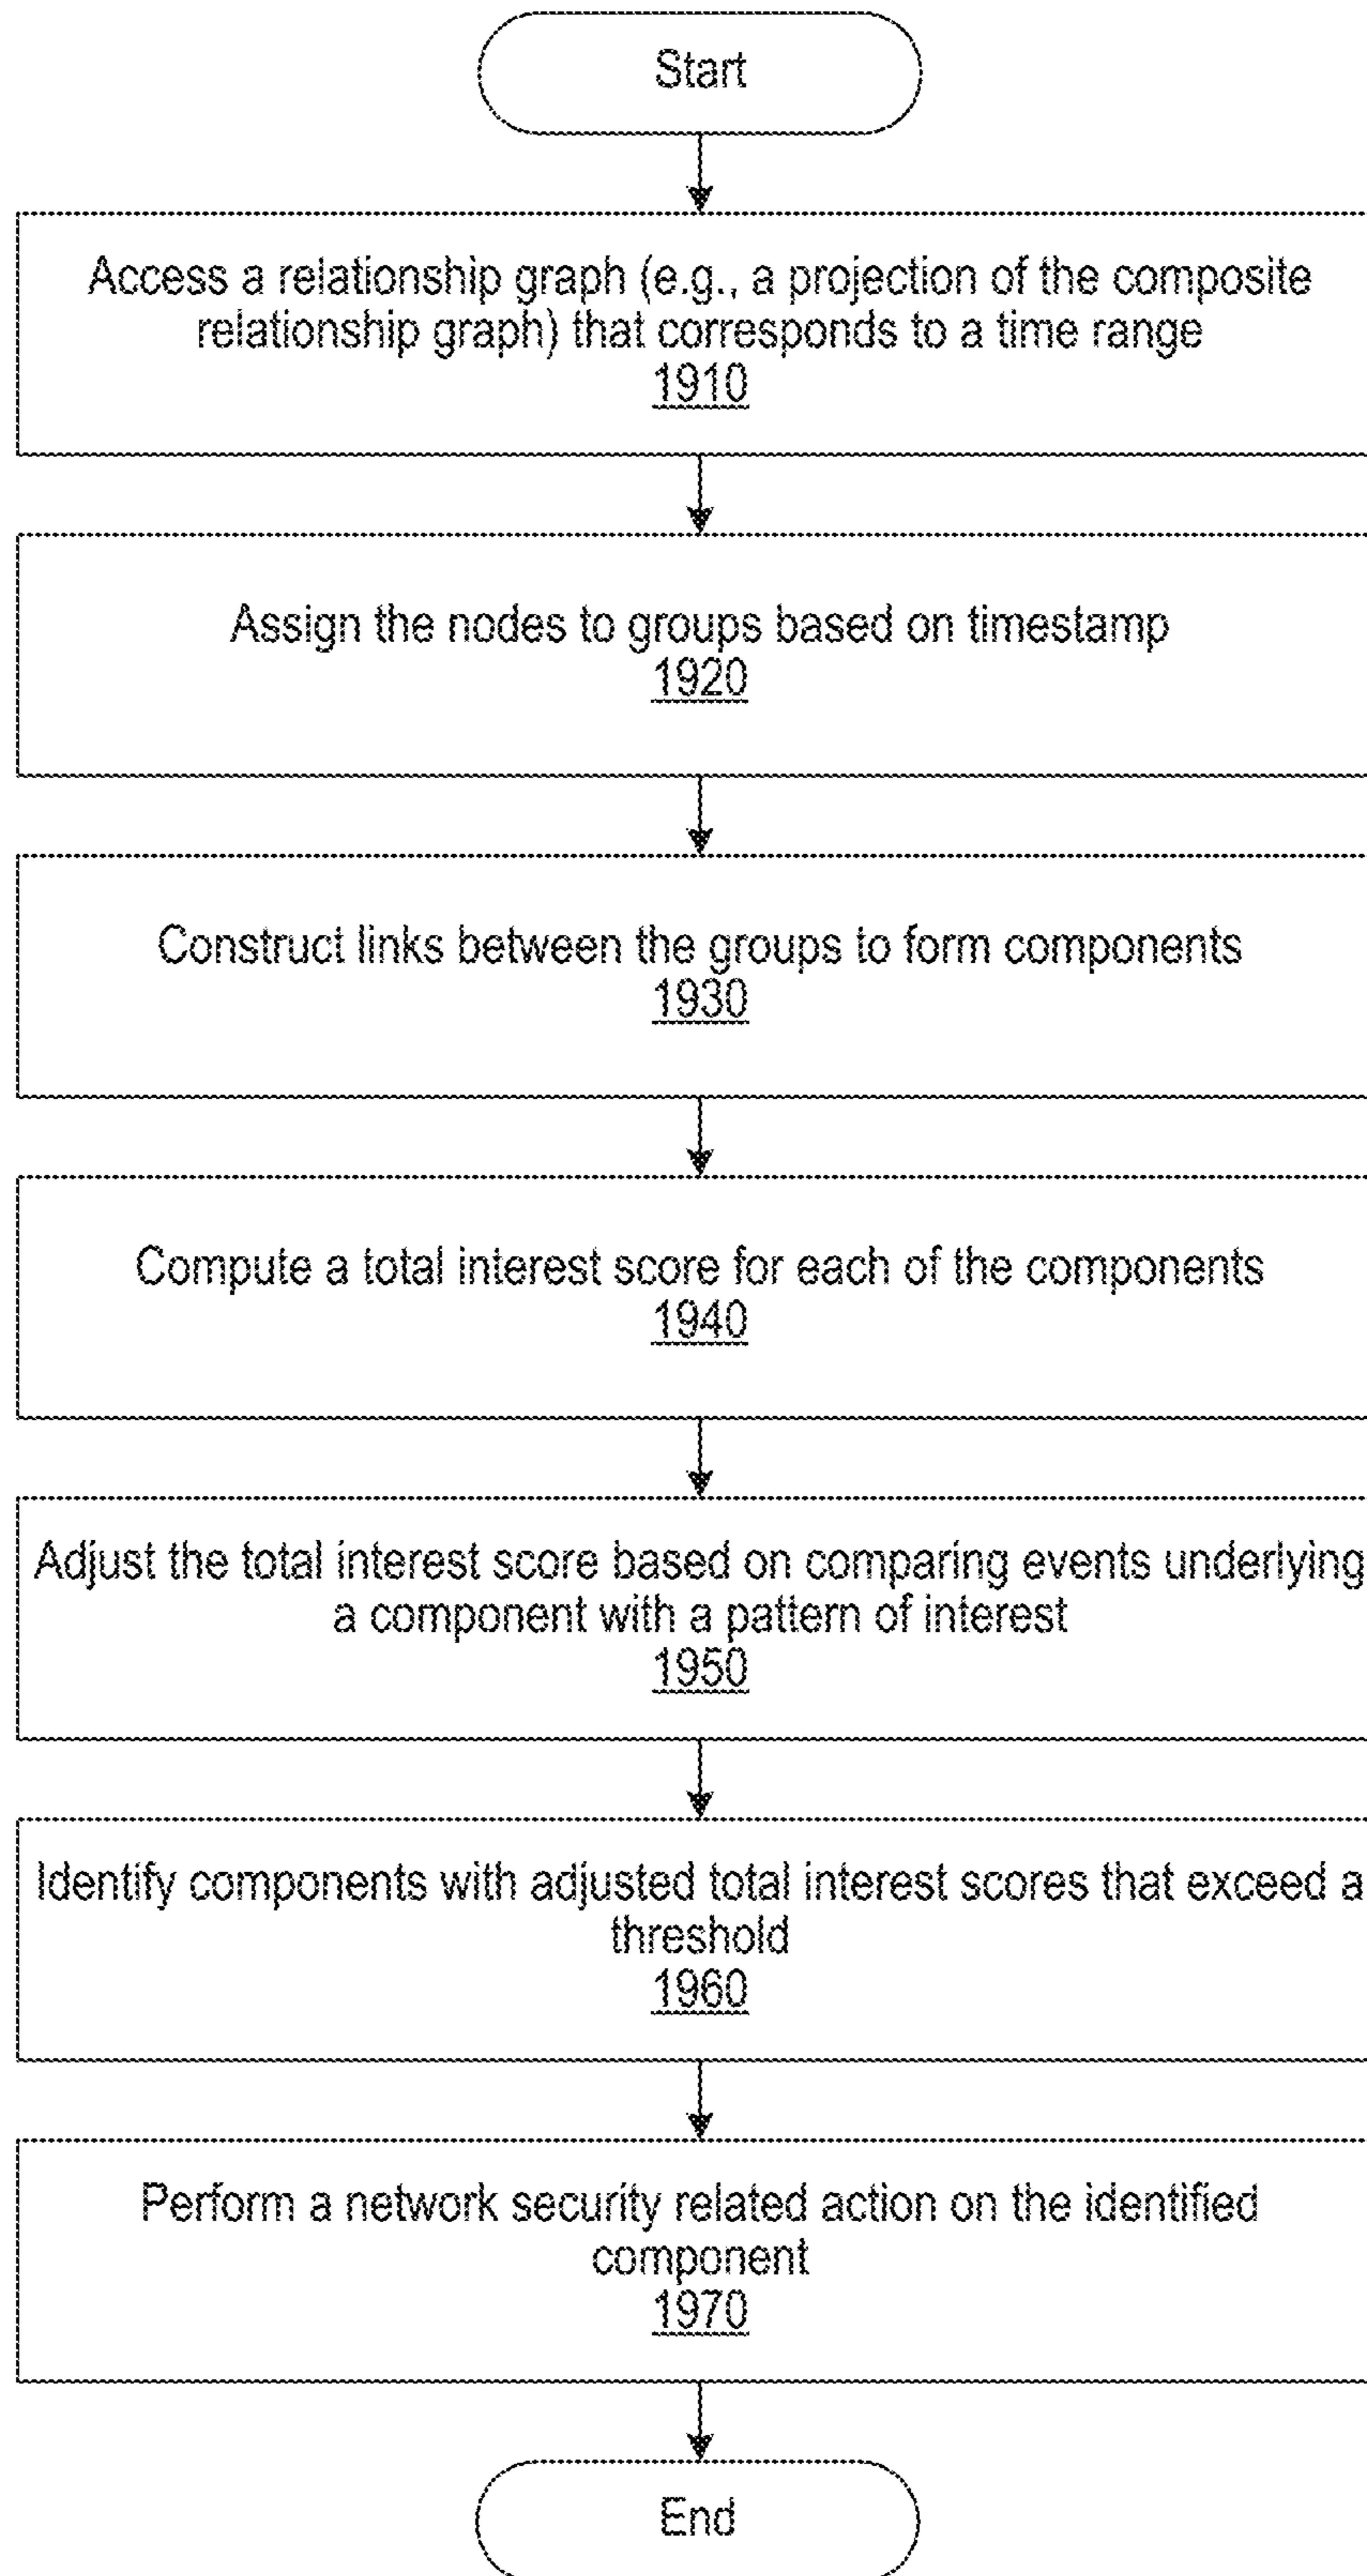 Start
Access a relationship graph (e.g., a projection of the composite
relationship graph) that corresponds to a time range
1910
Assign the nodes to groups based on timestamp
1920
Construct links between the groups to form components
1930
Compute a total interest score for each of the components
1940
Adjust the total interest score based on comparing events underlying
a component with a pattern of interest
1950
Identify components with adjusted total interest scores that exceed a
threshold
1960
Perform a network security related action on the identified
component
1970
End